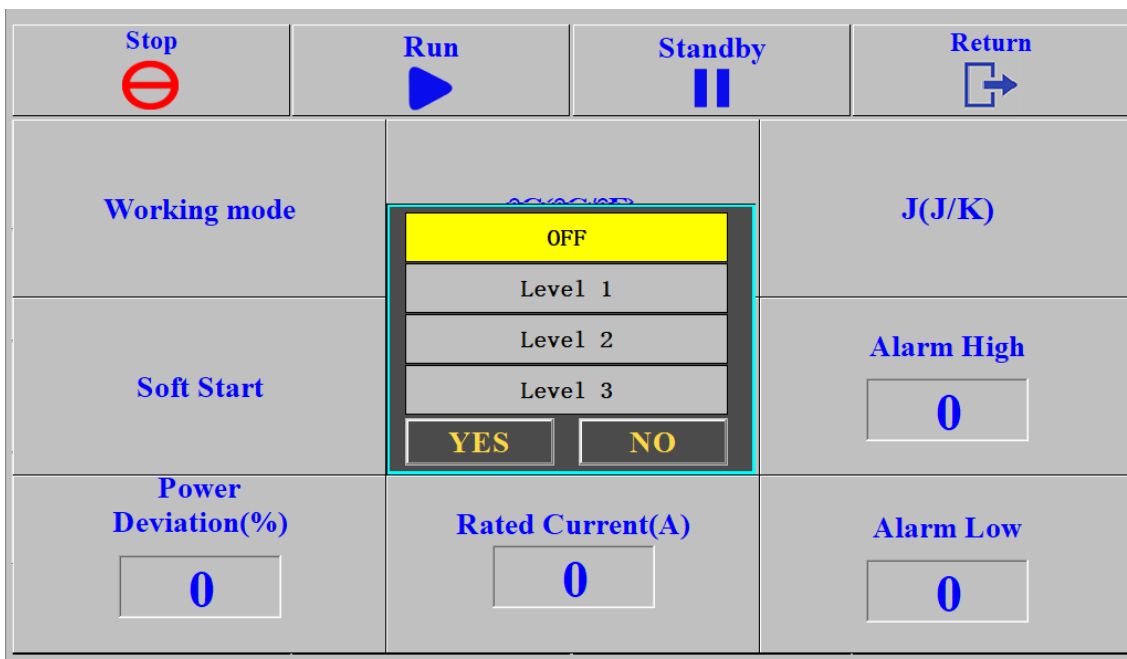 Stop
Run
Standby
Return
Working mode
J(J/K)
OFF
Level 1
Level 2
Level 3
YES
NO
Soft Start
Alarm High
0
Power
Deviation(%)
0
Rated Current(A)
0
Alarm Low
0